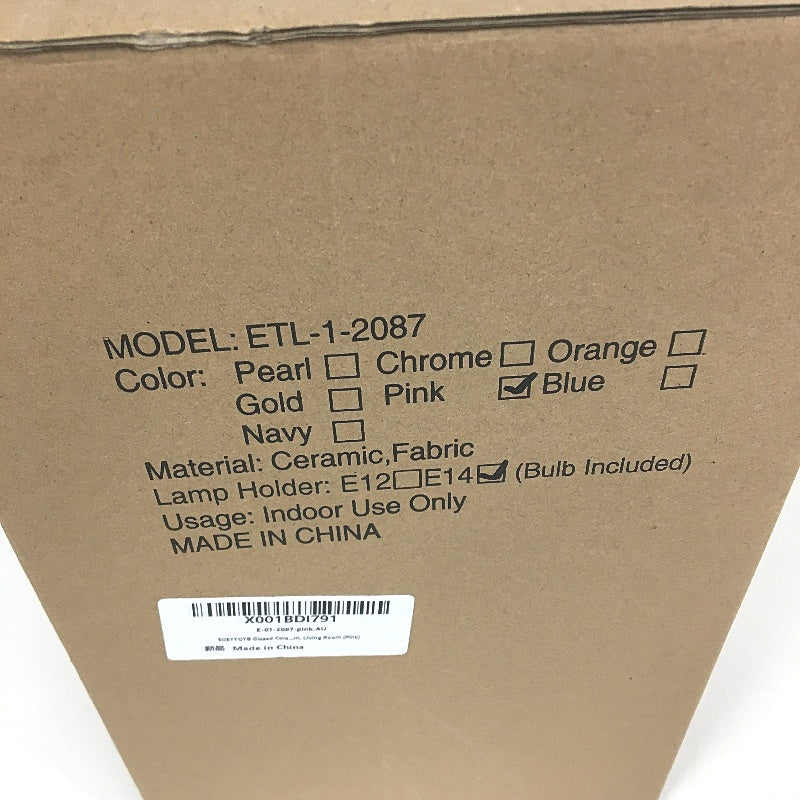 MODEL: ETL-1-2087
Color: Pearl ☐ Chrome ☐ Orange ☐
Gold ☐ Pink ☑ Blue ☐
Navy ☐
Material: Ceramic,Fabric
Lamp Holder: E12☐E14☑ (Bulb Included)
Usage: Indoor Use Only
MADE IN CHINA
X001BDI791
E-01-2087-pink-AU
Glazed Cera...m, Living Room (Pink)
新品 Made in China